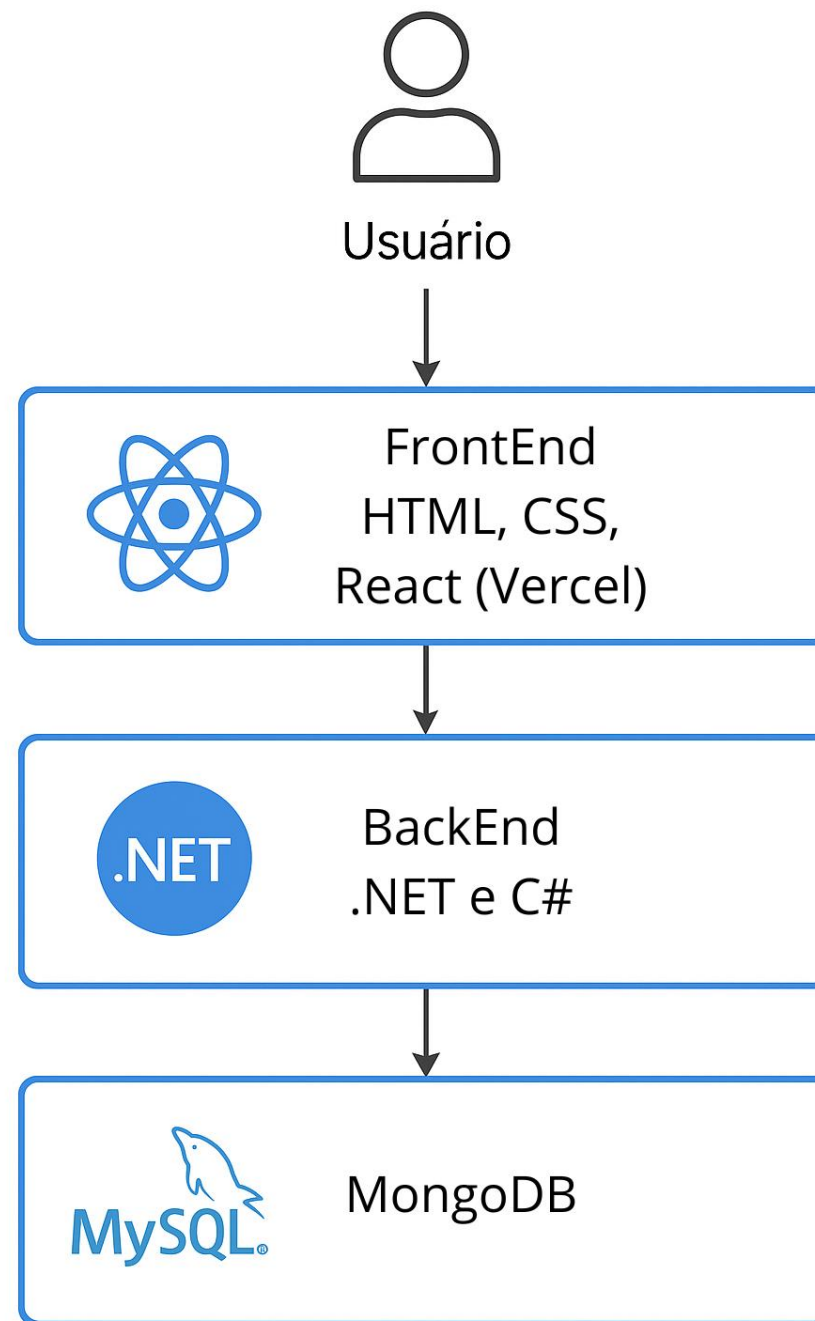 Usuário
FrontEnd
HTML, CSS,
React (Vercel)
.NET
BackEnd
.NET e C#
MySQL®
MongoDB